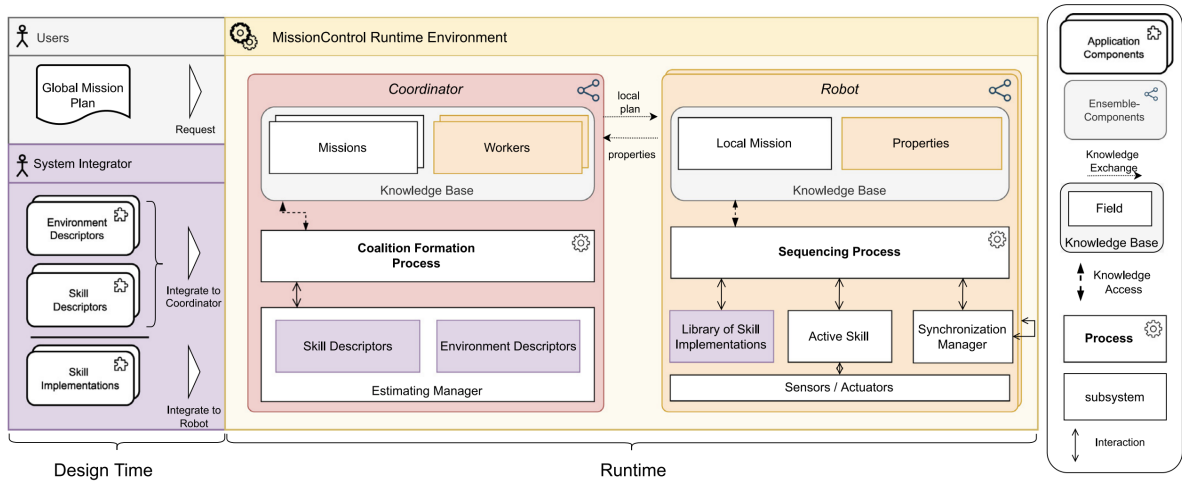 Users
Global Mission
Plan
Request
System Integrator
Environment
Descriptors
Skill
Descriptors
Integrate to
Coordinator
Skill
Implementations
Integrate to
Robot
Design Time
MissionControl Runtime Environment
Coordinator
Missions
Workers
Knowledge Base
Coalition Formation
Process
Skill Descriptors
Environment Descriptors
Estimating Manager
local
plan
properties
Robot
Local Mission
Properties
Knowledge Base
Sequencing Process
Library of Skill
Implementations
Active Skill
Synchronization
Manager
Sensors / Actuators
Runtime
Application
Components
Ensemble-
Components
Knowledge
Exchange
Field
Knowledge Base
Knowledge
Access
Process
subsystem
Interaction